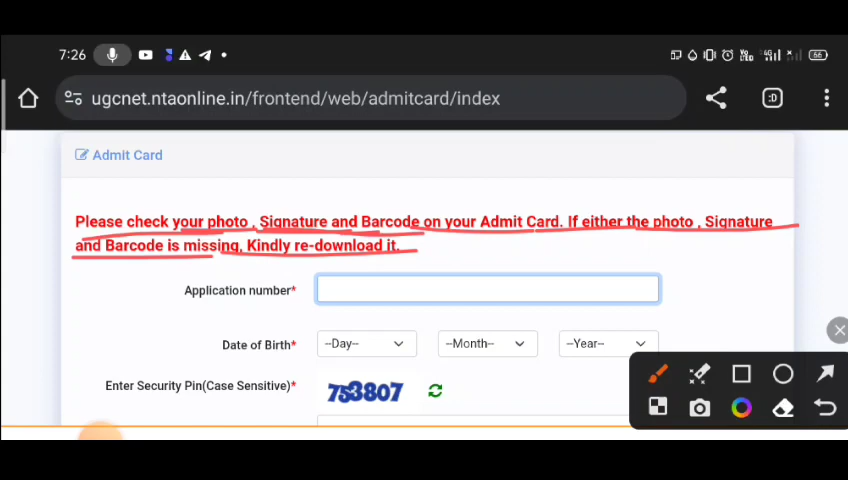 7:26
66
ugcnet.ntaonline.in/frontend/web/admitcard/index
:D
Admit Card
Please check your photo , Signature and Barcode on your Admit Card. If either the photo , Signature
and Barcode is missing, Kindly re-download it.
Application number*
Date of Birth*
--Day--
--Month--
--Year--
Enter Security Pin(Case Sensitive)*
753807